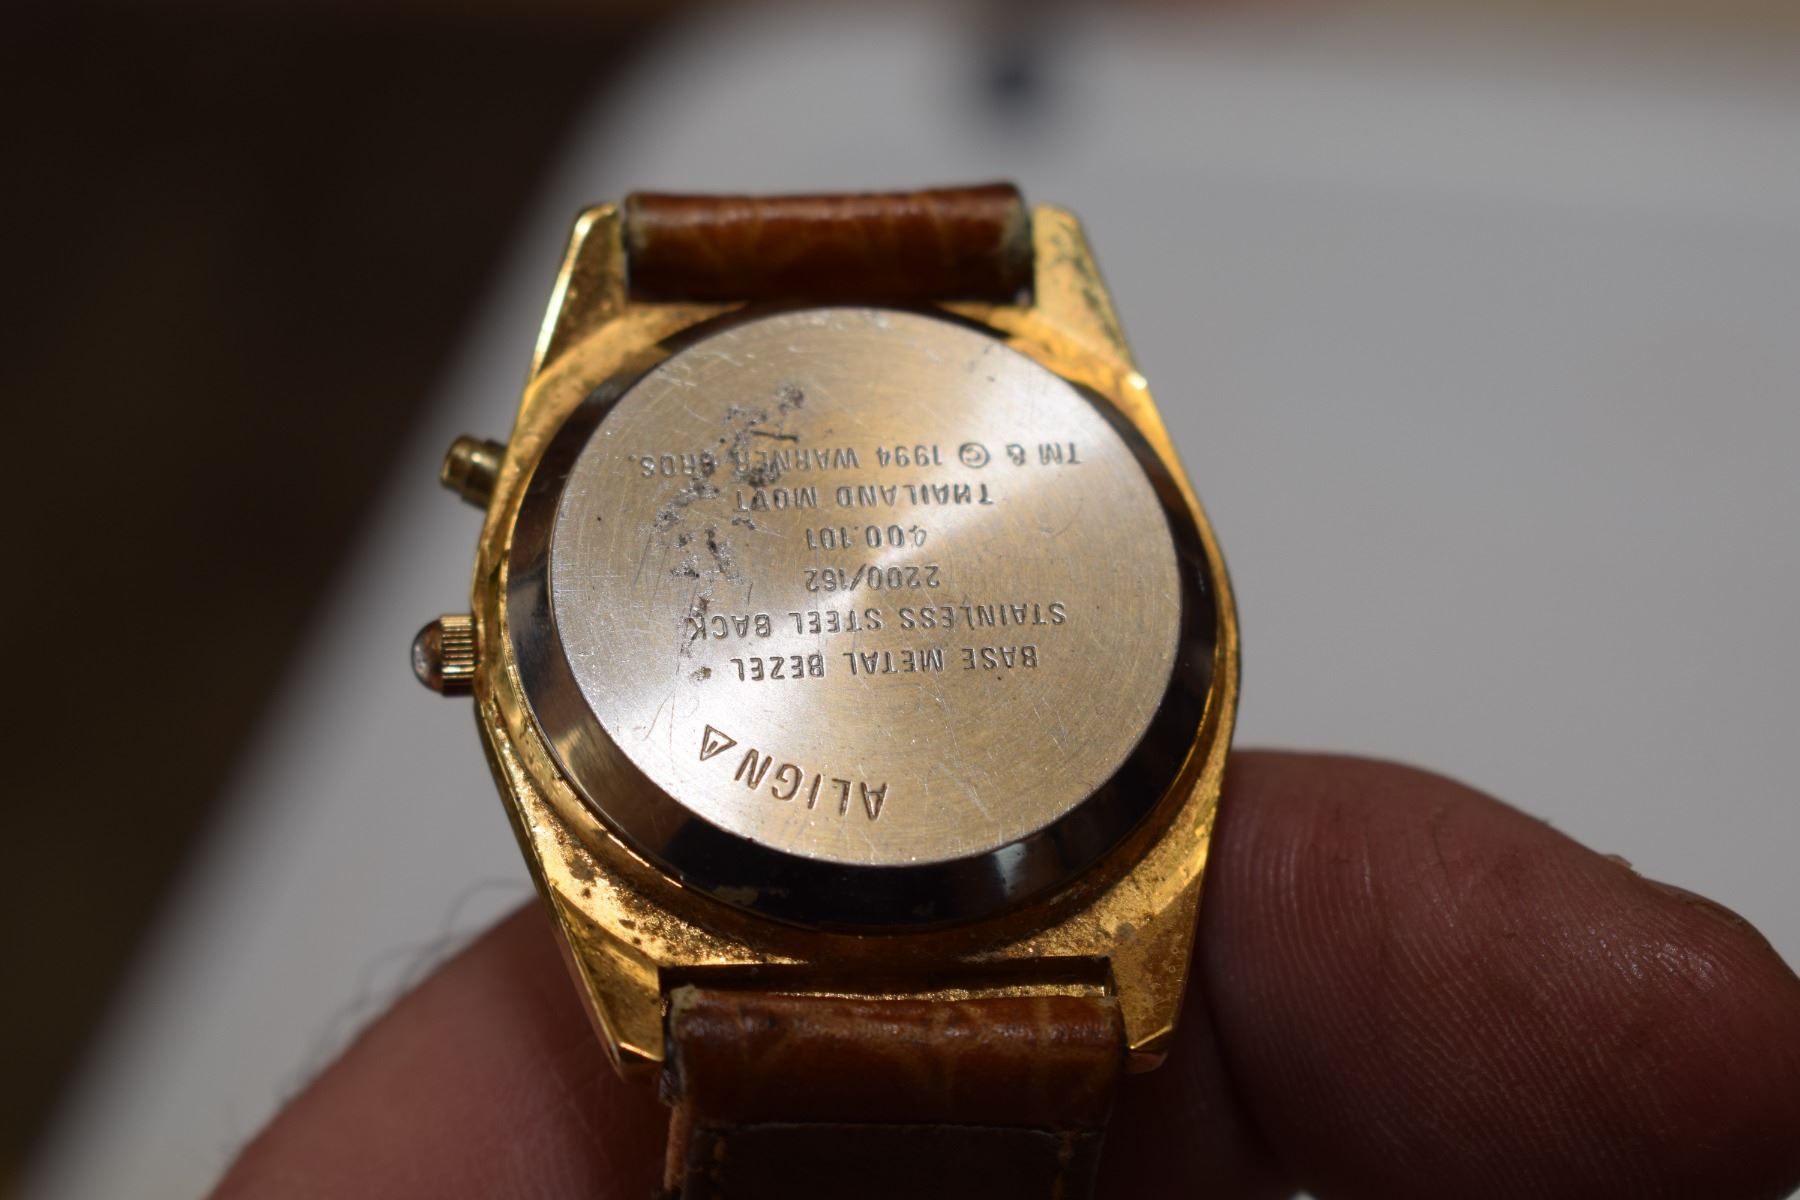 ALIGN
BASE METAL BEZEL
STAINLESS STEEL BACK
2200/162
400.101
THAILAND MOVT
TM & © 1994 WARNER BROS.